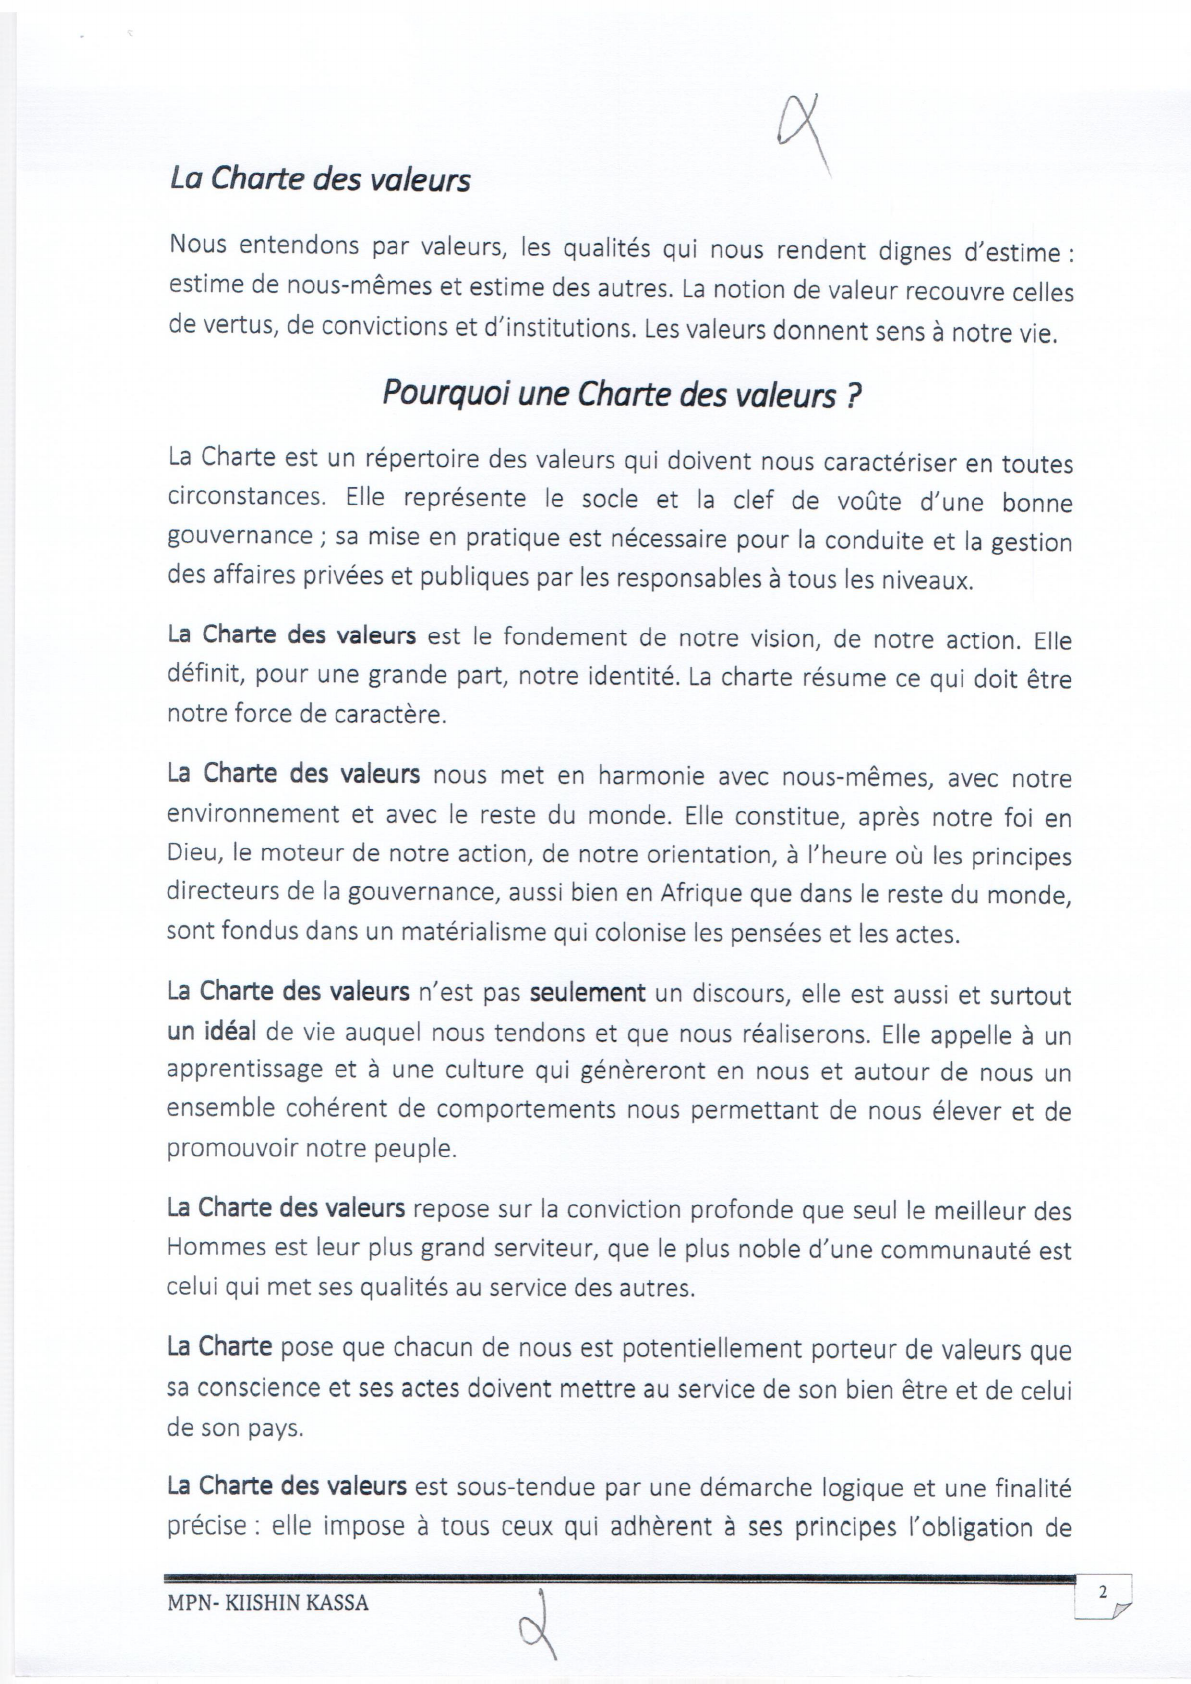 La Charte des valeurs
Nous entendons par valeurs, les qualités qui nous rendent dignes d'estime :
estime de nous-mêmes et estime des autres. La notion de valeur recouvre celles
de vertus, de convictions et d'institutions. Les valeurs donnent sens à notre vie.
Pourquoi une Charte des valeurs ?
La Charte est un répertoire des valeurs qui doivent nous caractériser en toutes
circonstances. Elle représente le socle et la clef de voûte d'une bonne
gouvernance ; sa mise en pratique est nécessaire pour la conduite et la gestion
des affaires privées et publiques par les responsables à tous les niveaux.
La Charte des valeurs est le fondement de notre vision, de notre action. Elle
définit, pour une grande part, notre identité. La charte résume ce qui doit être
notre force de caractère.
La Charte des valeurs nous met en harmonie avec nous-mêmes, avec notre
environnement et avec le reste du monde. Elle constitue, après notre foi en
Dieu, le moteur de notre action, de notre orientation, à l'heure où les principes
directeurs de la gouvernance, aussi bien en Afrique que dans le reste du monde,
sont fondus dans un matérialisme qui colonise les pensées et les actes.
La Charte des valeurs n'est pas seulement un discours, elle est aussi et surtout
un idéal de vie auquel nous tendons et que nous réaliserons. Elle appelle à un
apprentissage et à une culture qui génèreront en nous et autour de nous un
ensemble cohérent de comportements nous permettant de nous élever et de
promouvoir notre peuple.
La Charte des valeurs repose sur la conviction profonde que seul le meilleur des
Hommes est leur plus grand serviteur, que le plus noble d'une communauté est
celui qui met ses qualités au service des autres.
La Charte pose que chacun de nous est potentiellement porteur de valeurs que
sa conscience et ses actes doivent mettre au service de son bien être et de celui
de son pays.
La Charte des valeurs est sous-tendue par une démarche logique et une finalité
précise : elle impose à tous ceux qui adhèrent à ses principes l'obligation de
MPN- KIISHIN KASSA
2